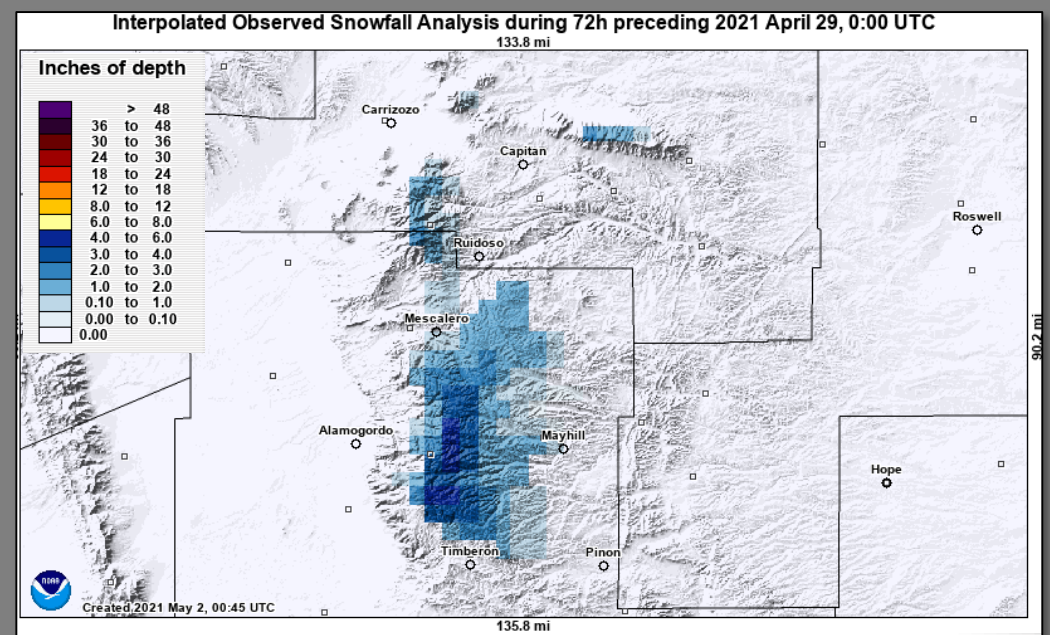 Interpolated Observed Snowfall Analysis during 72h preceding 2021 April 29, 0:00 UTC
133.8 mi
Inches of depth
> 48
36 to 48
30 to 36
24 to 30
18 to 24
12 to 18
8.0 to 12
6.0 to 8.0
4.0 to 6.0
3.0 to 4.0
2.0 to 3.0
1.0 to 2.0
0.10 to 1.0
0.00 to 0.10
0.00
Carrizozo
Capitan
Roswell
Ruidoso
Mescalero
90.2 mi
Alamogordo
Mayhill
Hope
Timberon
Pinon
NOAA
Created 2021 May 2, 00:45 UTC
135.8 mi